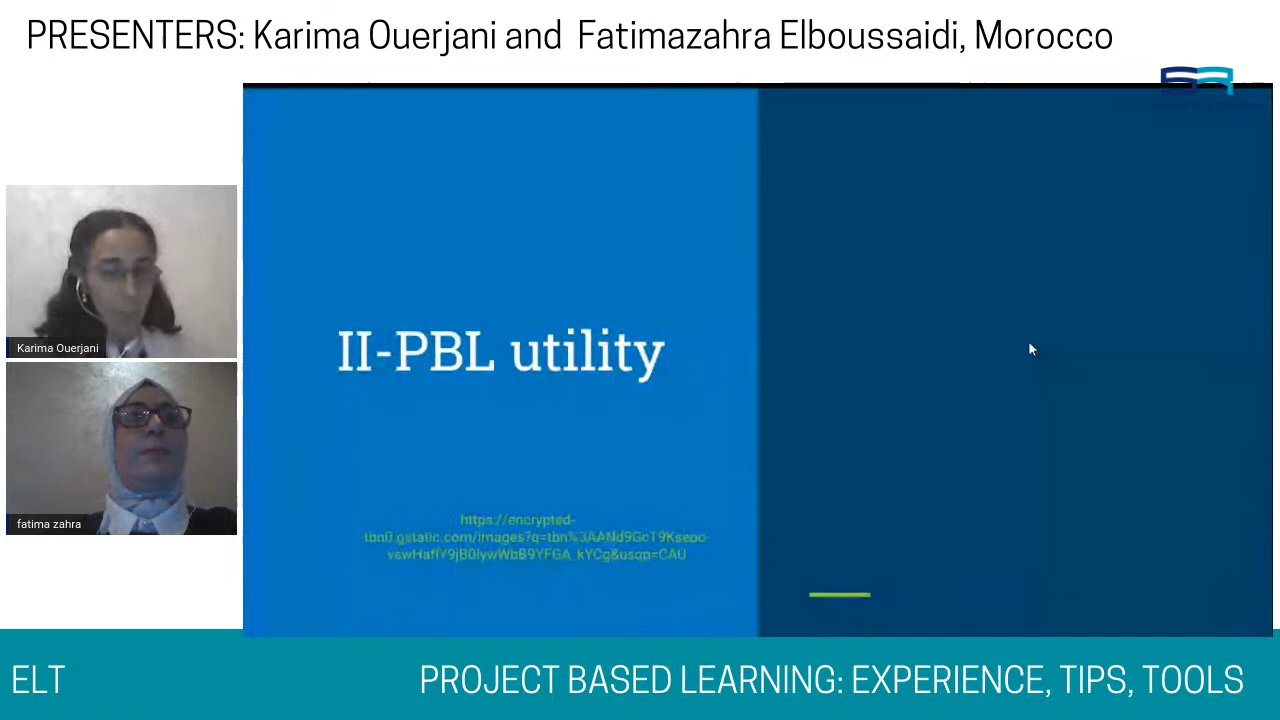 PRESENTERS: Karima Ouerjani and Fatimazahra Elboussaidi, Morocco
Karima Ouerjani
fatima zahra
II-PBL utility
https://encrypted-
ELT
PROJECT BASED LEARNING: EXPERIENCE, TIPS, TOOLS